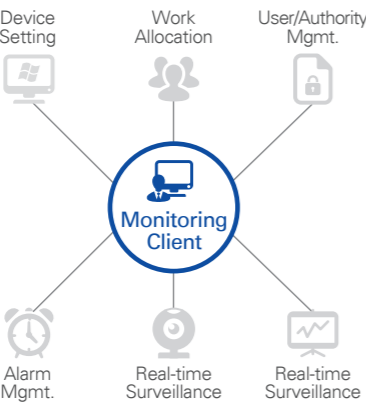 Device
Setting
Work
Allocation
User/Authority
Mgmt.
Monitoring
Client
Alarm
Mgmt.
Real-time
Surveillance
Real-time
Surveillance